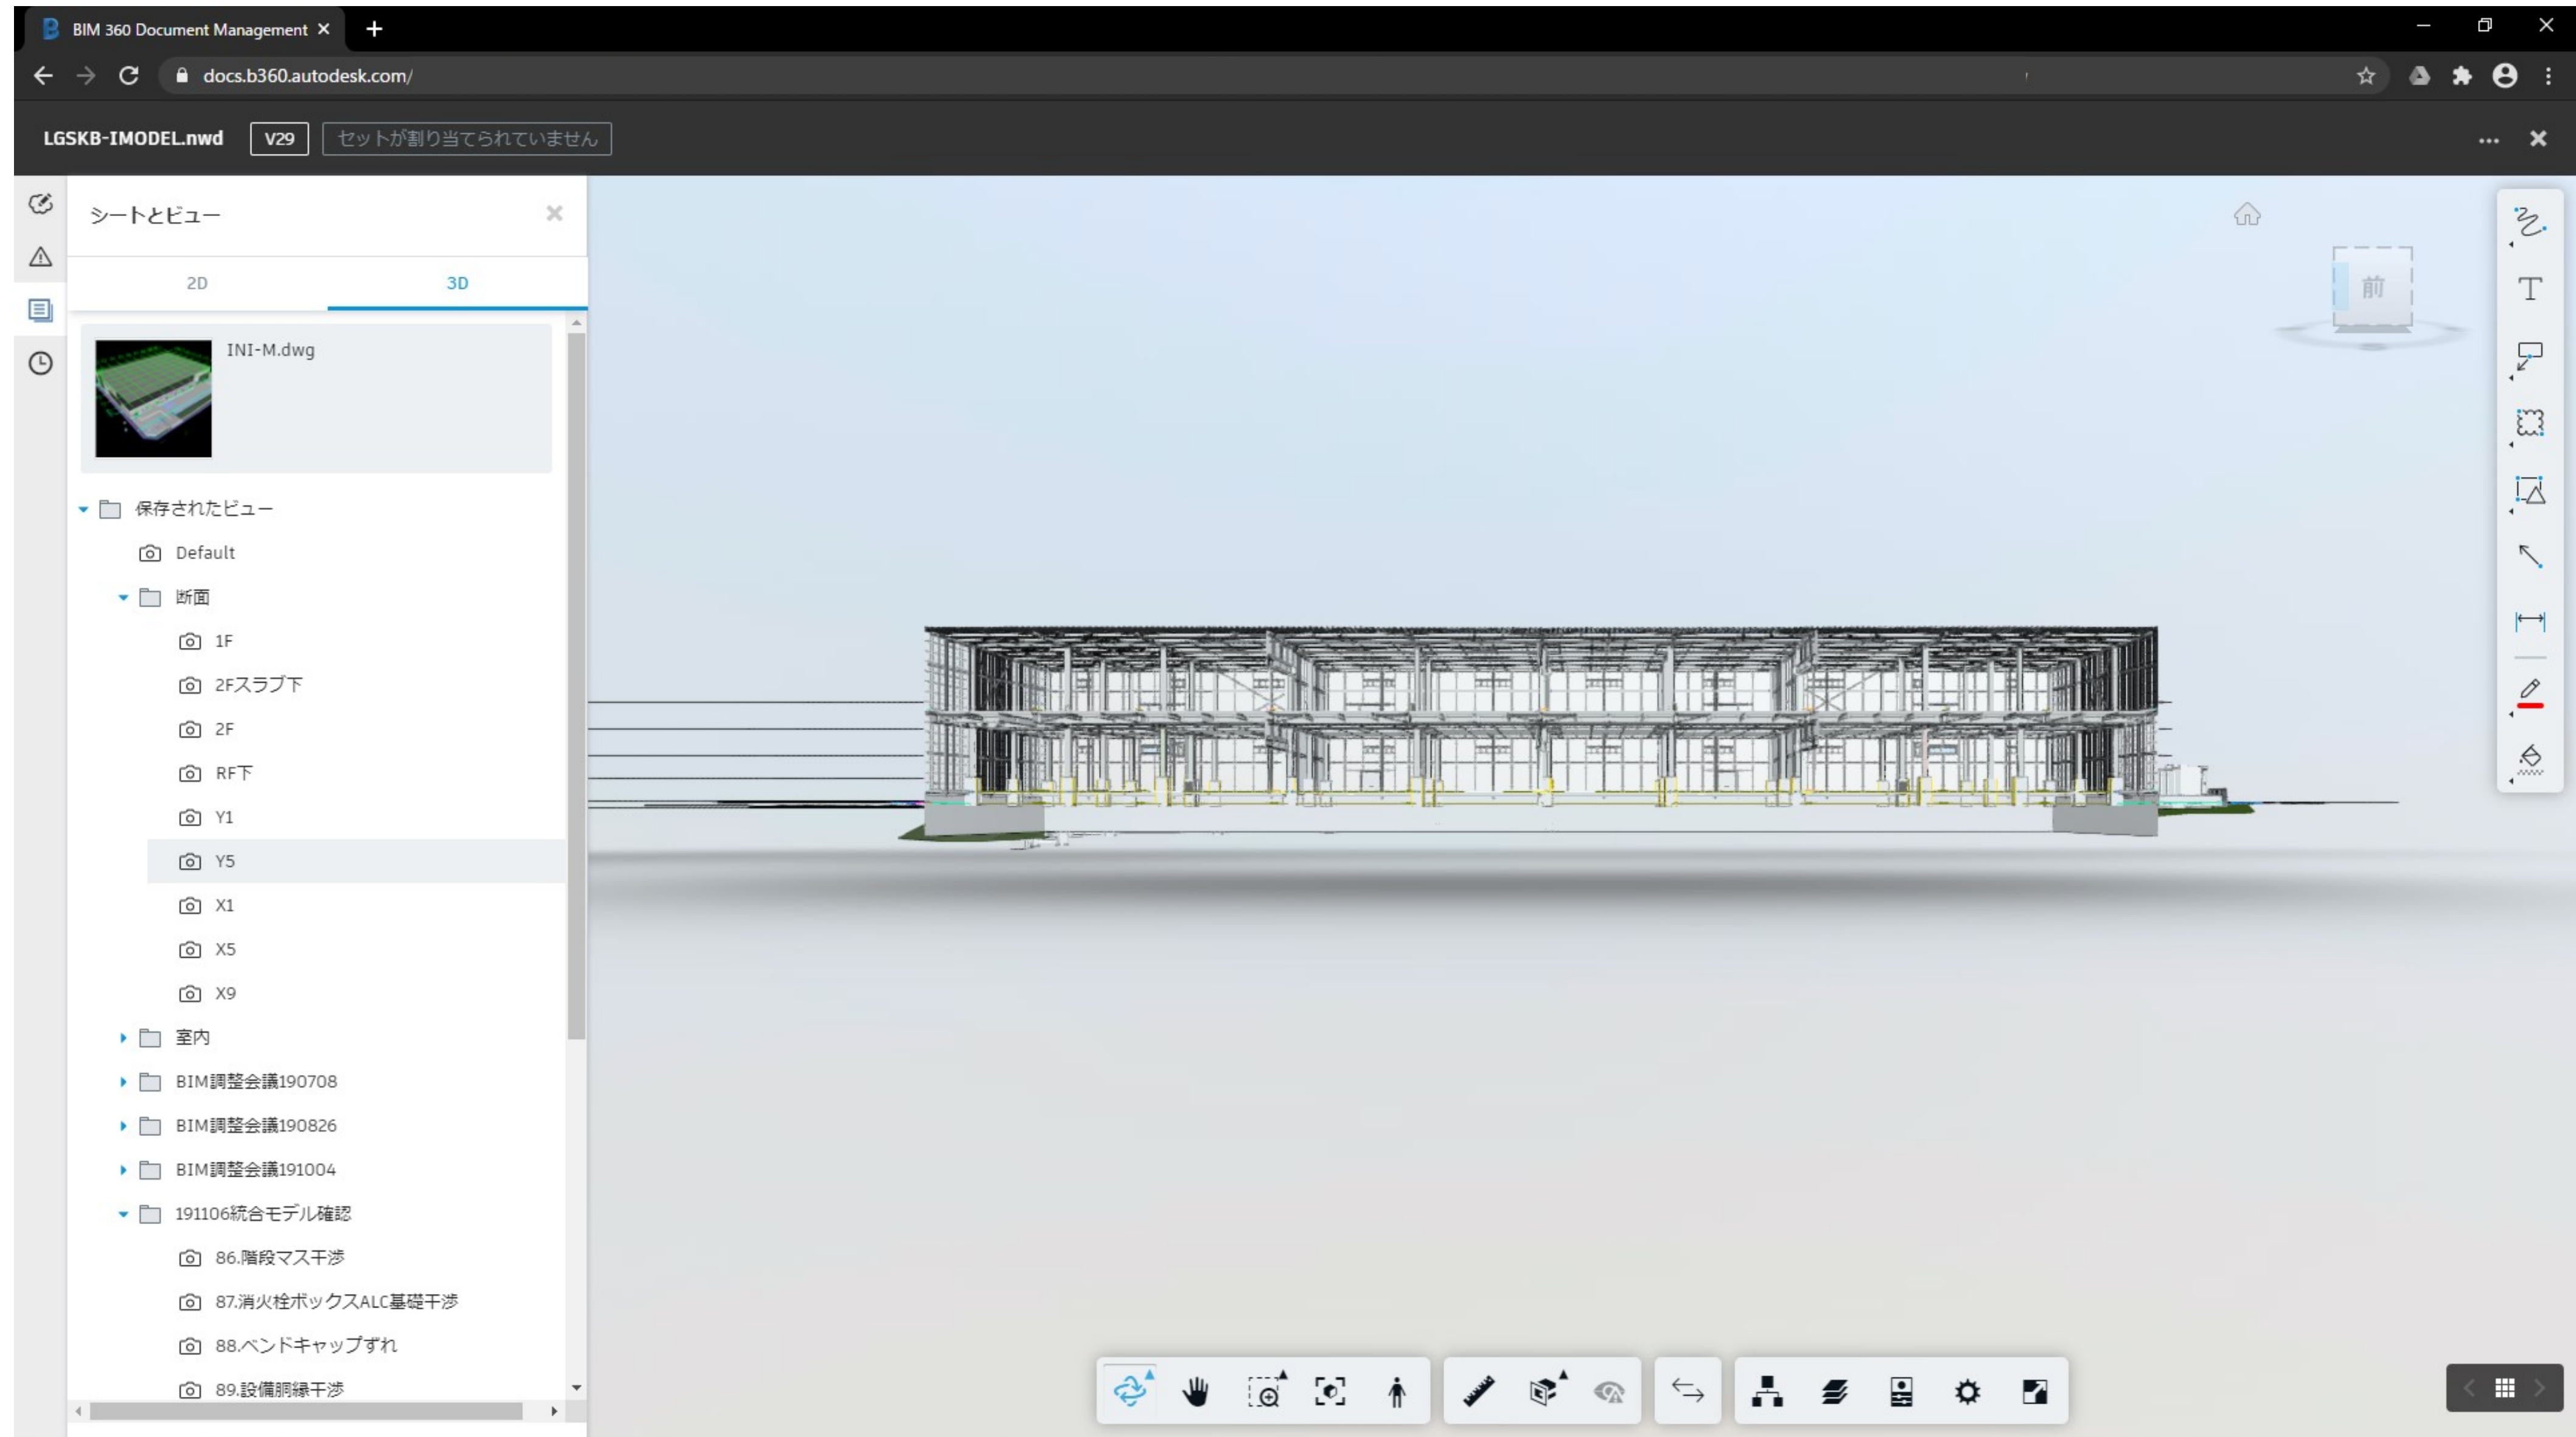 BIM 360 Document Management
docs.b360.autodesk.com/
LGSKB-IMODEL.nwd V29 セットが割り当てられていません
シートとビュー
2D 3D
INI-M.dwg
保存されたビュー
Default
断面
1F
2Fスラブ下
2F
RF下
Y1
Y5
X1
X5
X9
室内
BIM調整会議190708
BIM調整会議190826
BIM調整会議191004
191106統合モデル確認
86.階段マス干渉
87.消火栓ボックスALC基礎干渉
88.ベンドキャップずれ
89.設備胴縁干渉
前
T